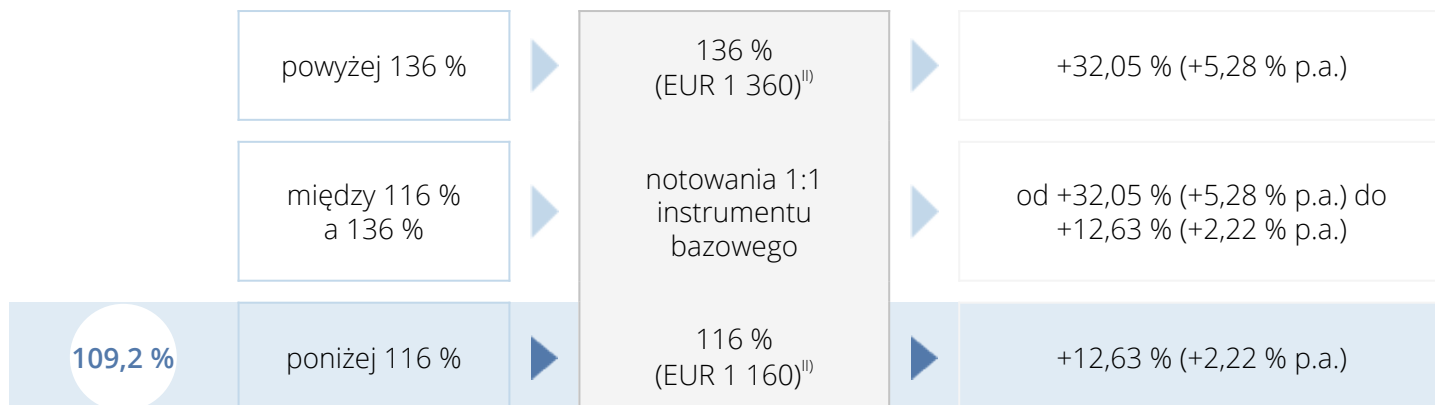 powyżej 136 %
136 %
(EUR 1 360)II)
+32,05 % (+5,28 % p.a.)
między 116 %
a 136 %
notowania 1:1
instrumentu
bazowego
od +32,05 % (+5,28 % p.a.) do
+12,63 % (+2,22 % p.a.)
109,2 %
poniżej 116 %
116 %
(EUR 1 160)II)
+12,63 % (+2,22 % p.a.)